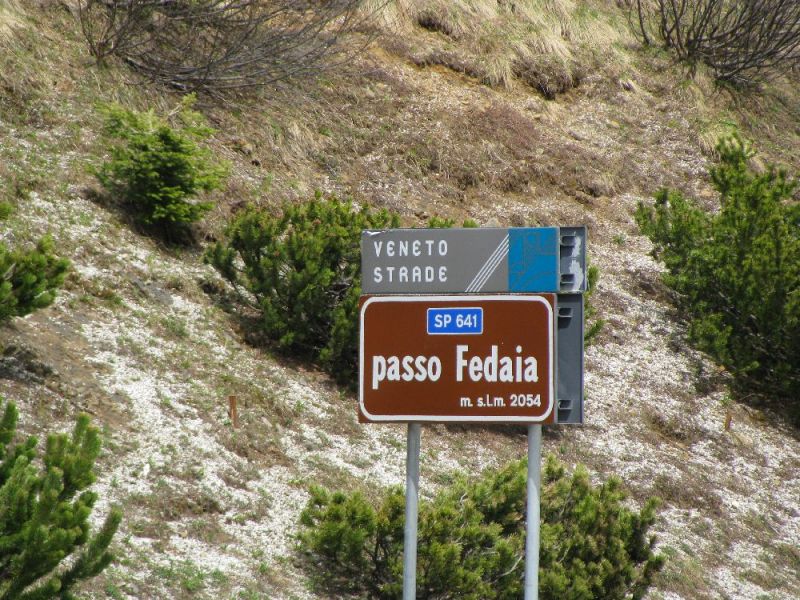 VENETO
STRADE
SP 641
passo Fedaia
m. s.l.m. 2054